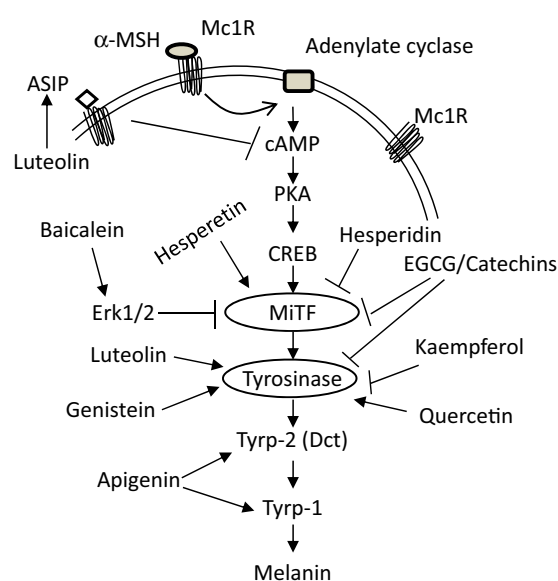 Mc1R
α-MSH
Adenylate cyclase
ASIP
Mc1R
Luteolin
cAMP
PKA
Baicalein
Hesperetin
Hesperidin
CREB
EGCG/Catechins
Erk1/2
MiTF
Luteolin
Kaempferol
Tyrosinase
Genistein
Quercetin
Tyrp-2 (Dct)
Apigenin
Tyrp-1
Melanin